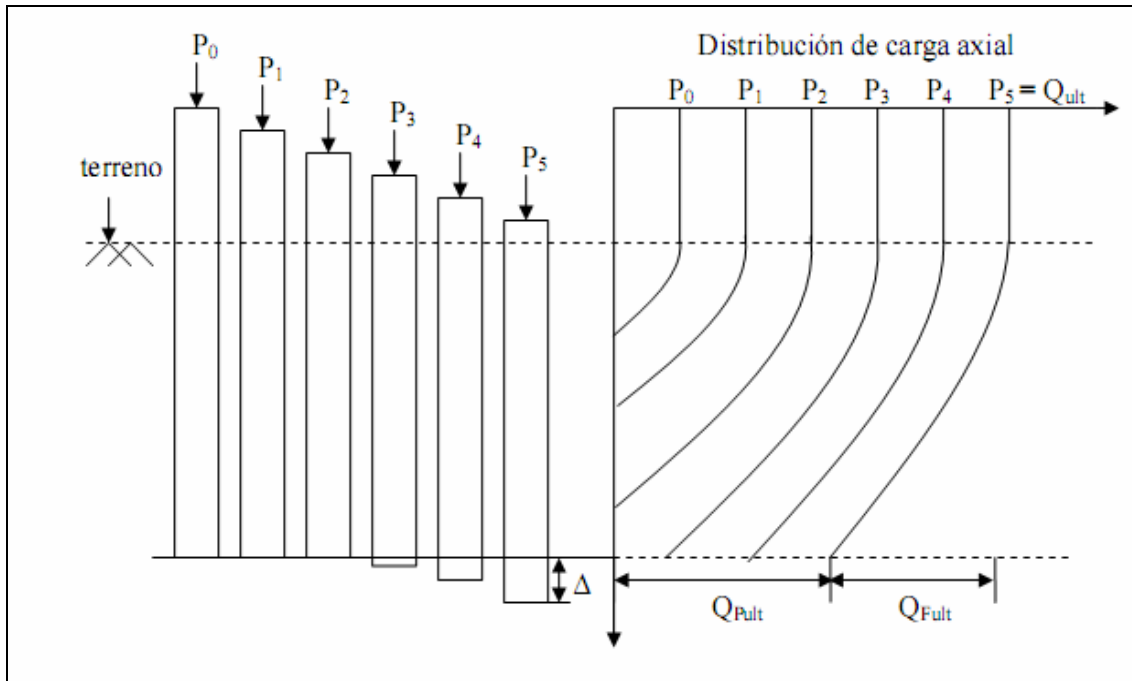 P0
P1
P2
P3
P4
P5
terreno
Δ
Distribución de carga axial
P0 P1 P2 P3 P4 P5 = Qult
QPult QFult